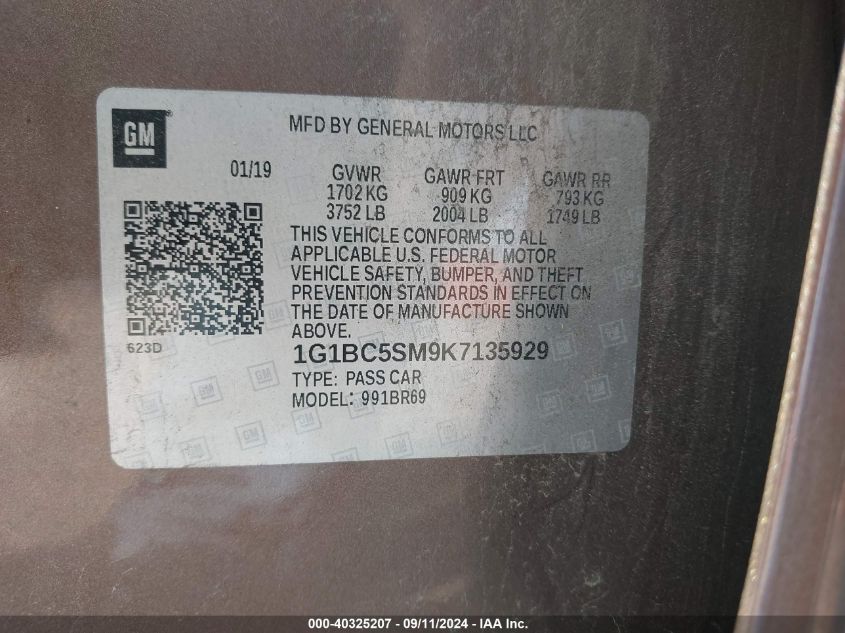 GM
MFD BY GENERAL MOTORS LLC
01/19
GVWR GAWR FRT GAWR RR
1702 KG 909 KG 793 KG
3752 LB 2004 LB 1749 LB
THIS VEHICLE CONFORMS TO ALL
APPLICABLE U.S. FEDERAL MOTOR
VEHICLE SAFETY, BUMPER, AND THEFT
PREVENTION STANDARDS IN EFFECT ON
THE DATE OF MANUFACTURE SHOWN
ABOVE.
623D
1G1BC5SM9K7135929
TYPE: PASS CAR
MODEL: 991BR69
000-40325207 - 09/11/2024 - IAA Inc.